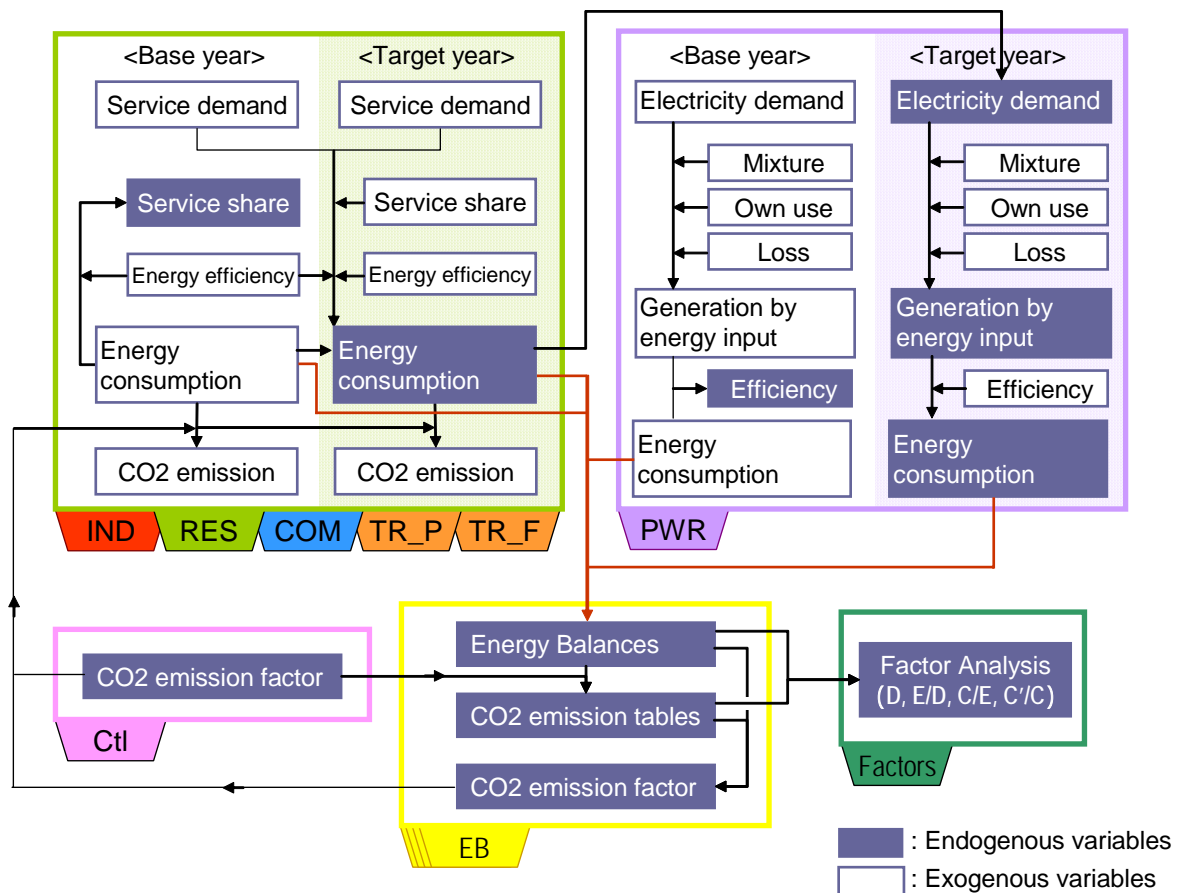 <Base year>
<Target year>
Service demand
Service demand
Service share
Service share
Energy efficiency
Energy efficiency
Energy
consumption
Energy
consumption
CO2 emission
CO2 emission
IND
RES
COM
TR_P
TR_F
<Base year>
<Target year>
Electricity demand
Electricity demand
Mixture
Mixture
Own use
Own use
Loss
Loss
Generation by
energy input
Generation by
energy input
Efficiency
Efficiency
Energy
consumption
Energy
consumption
PWR
CO2 emission factor
Ctl
Energy Balances
CO2 emission tables
CO2 emission factor
EB
Factor Analysis
(D, E/D, C/E, C'/C)
Factors
: Endogenous variables
: Exogenous variables